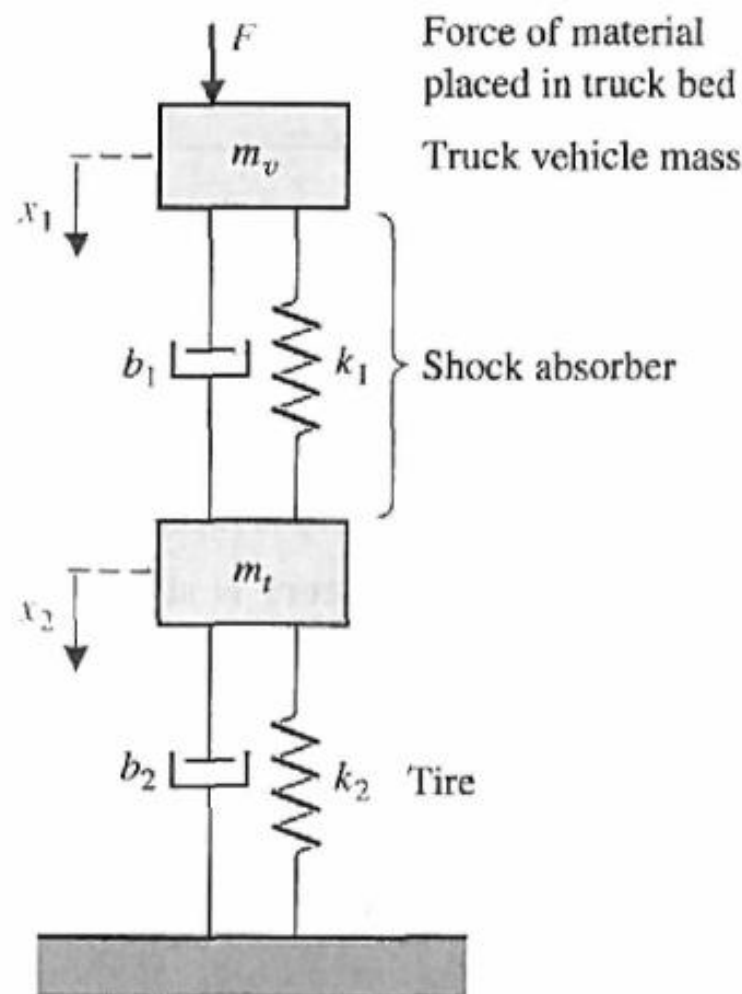 F
Force of material
placed in truck bed
m_v
Truck vehicle mass
x_1
b_1
k_1
Shock absorber
m_t
x_2
b_2
k_2
Tire